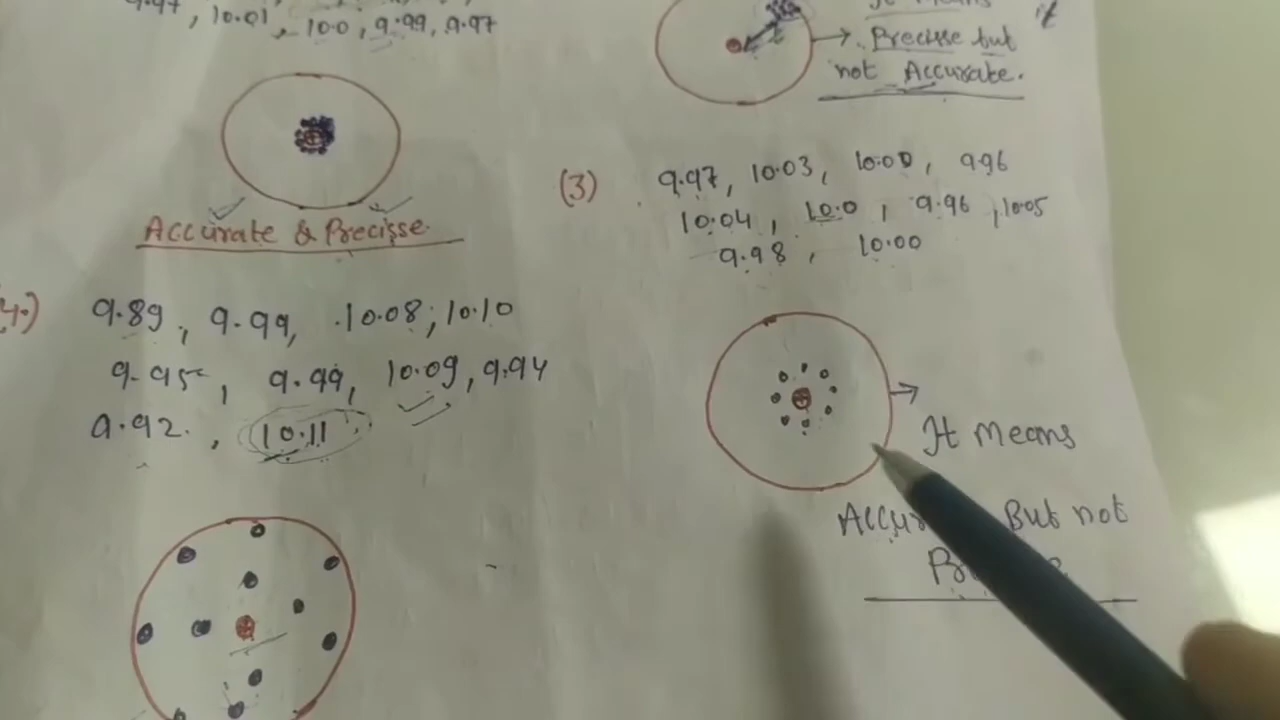 , 10.01, 10.0, 9.99, 9.97
Accurate & Precisse
Precisse but
not Accurate.
(3) 9.97, 10.03, 10.00, 9.96
10.04, 10.0, 9.96, 10.05
9.98, 10.00
It Means
But not
4.) 9.89, 9.99, 10.08, 10.10
9.95, 9.99, 10.09, 9.94
9.92, 10.11